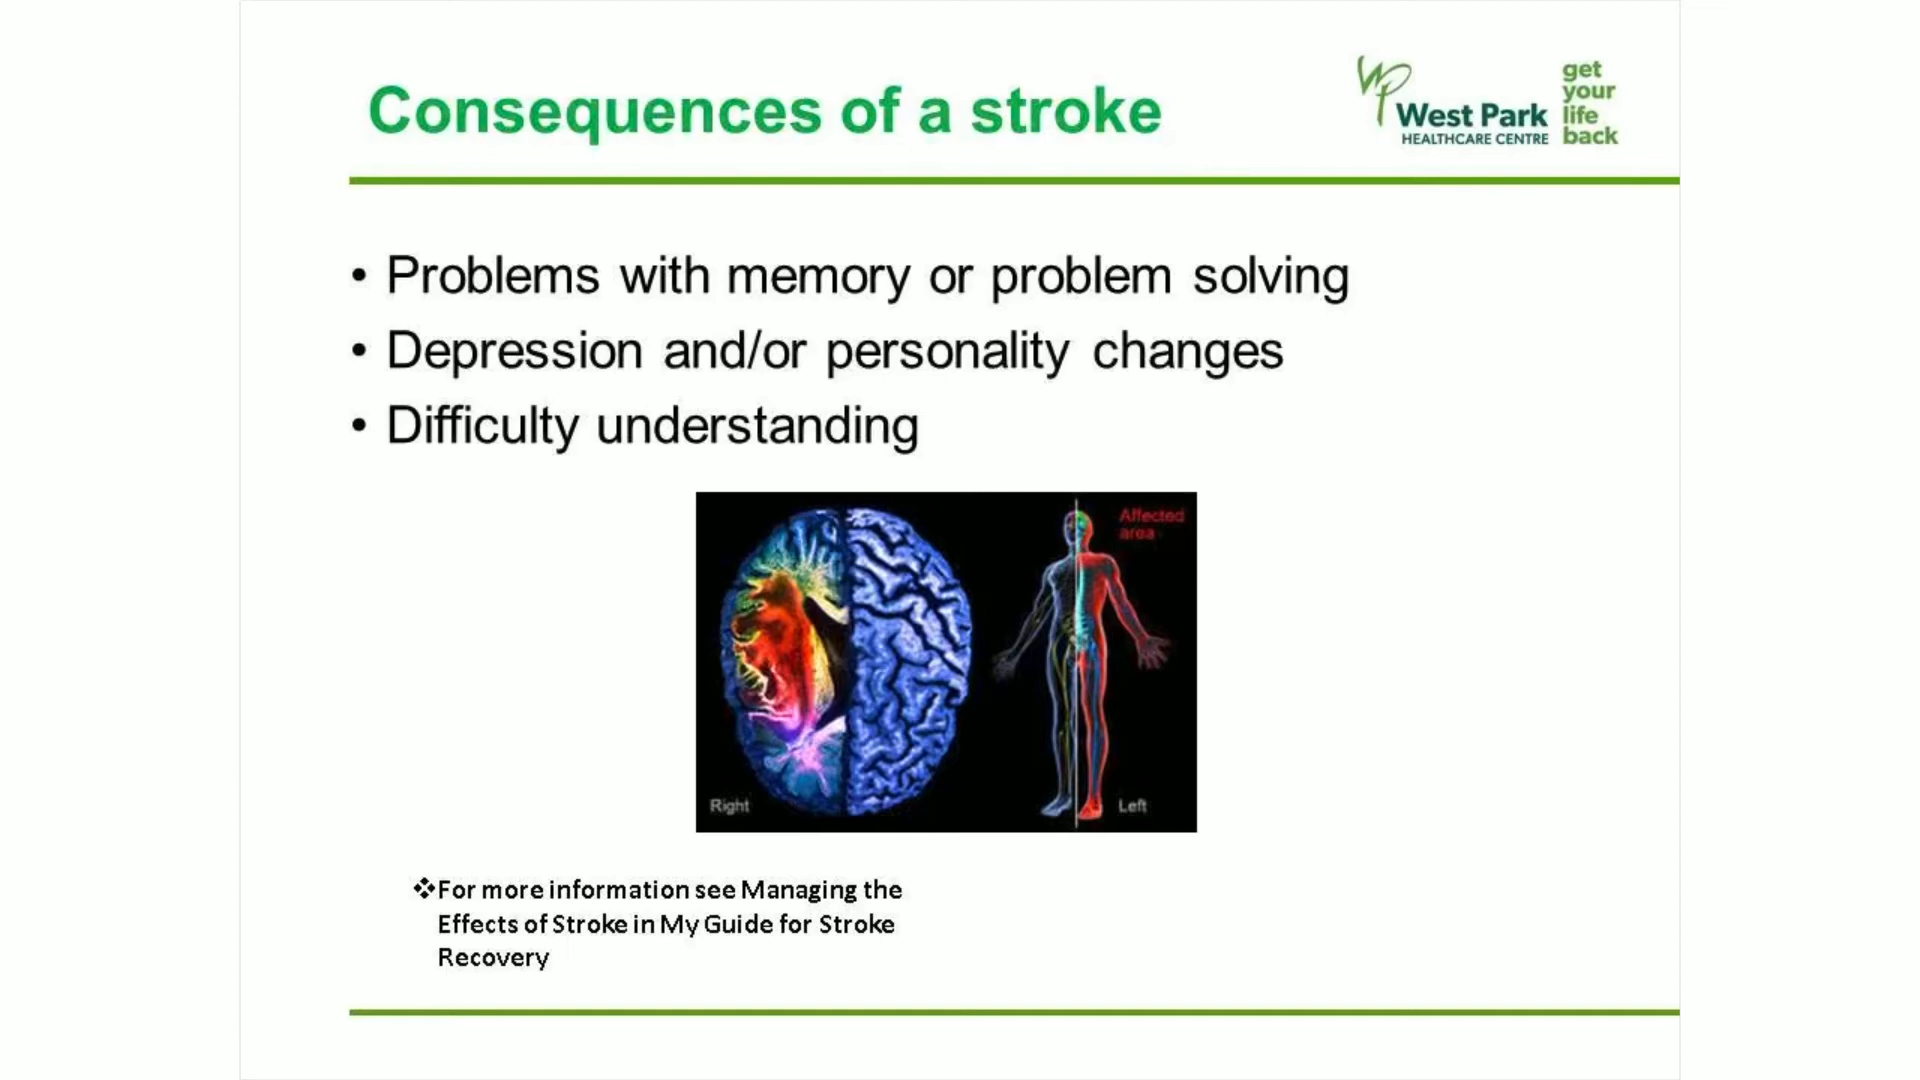 Consequences of a stroke
West Park
HEALTHCARE CENTRE
get
your
life
back
• Problems with memory or problem solving
• Depression and/or personality changes
• Difficulty understanding
Affected
area
Right
Left
❖For more information see Managing the
Effects of Stroke in My Guide for Stroke
Recovery